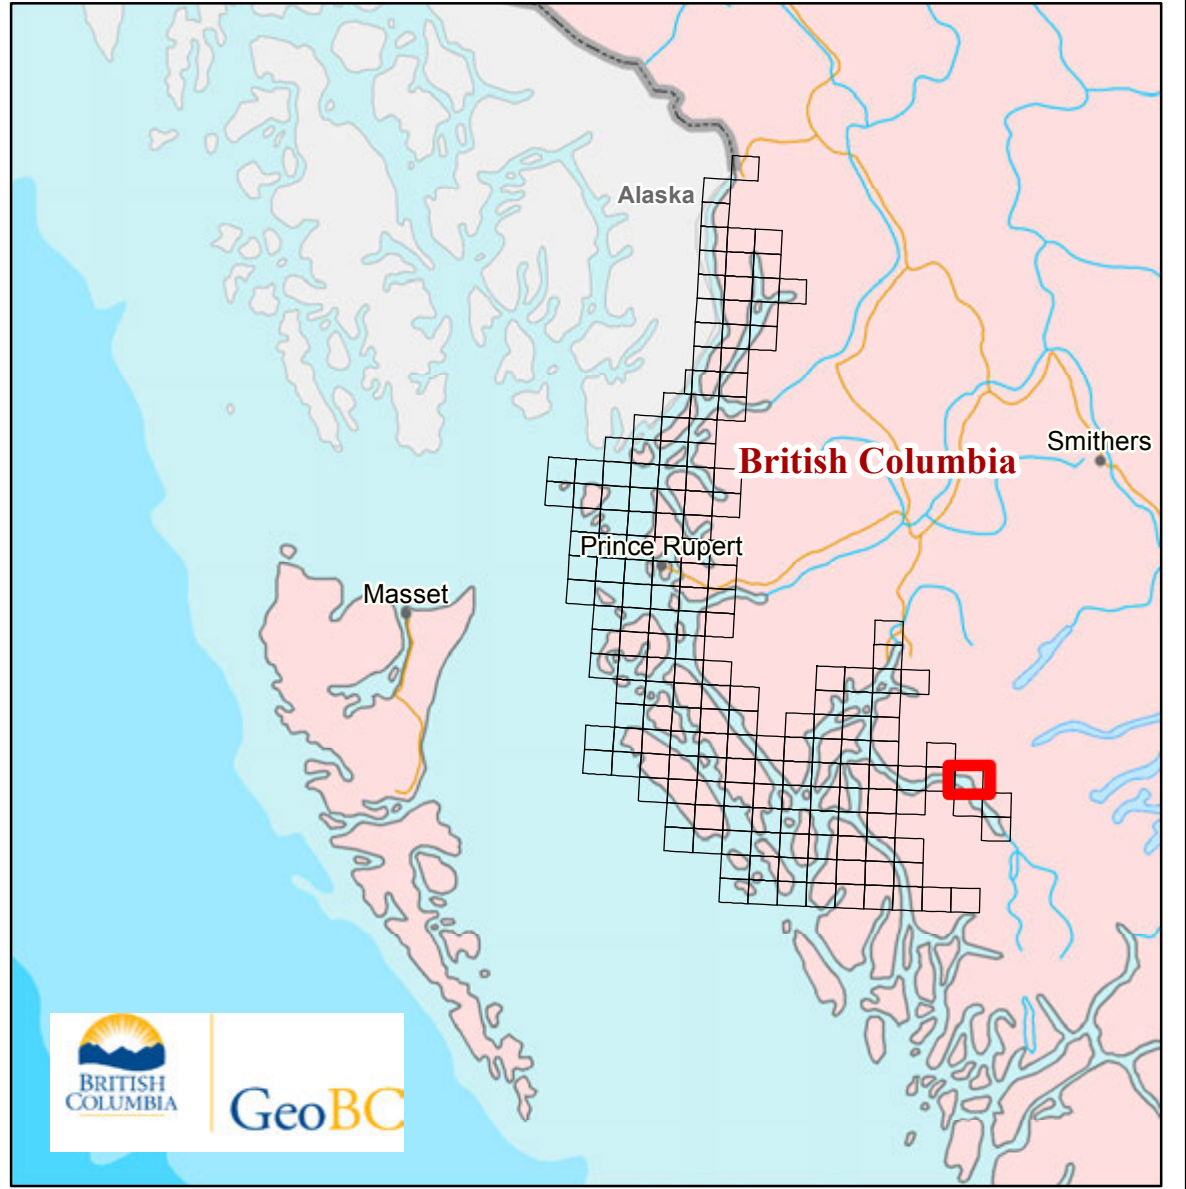 Alaska
British Columbia
Smithers
Prince Rupert
Masset
BRITISH
COLUMBIA
GeoBC